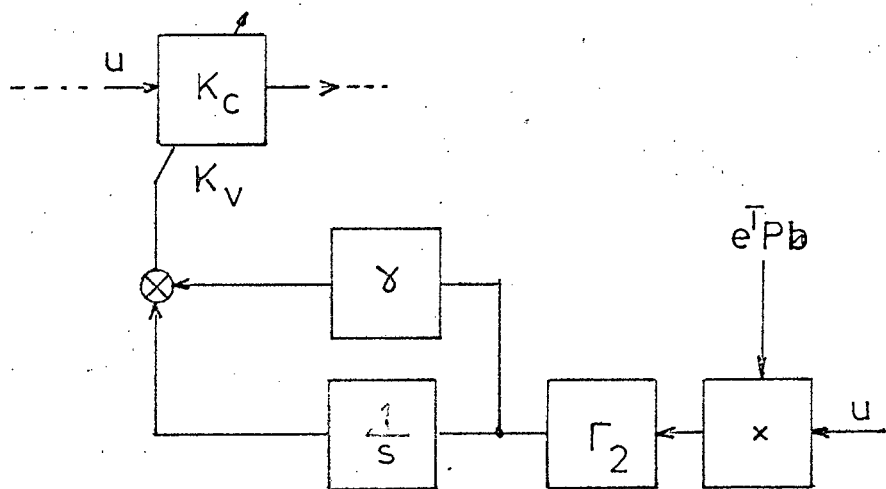 u
K_C
K_V
e^T Pb
γ
1/s
Γ_2
×
u